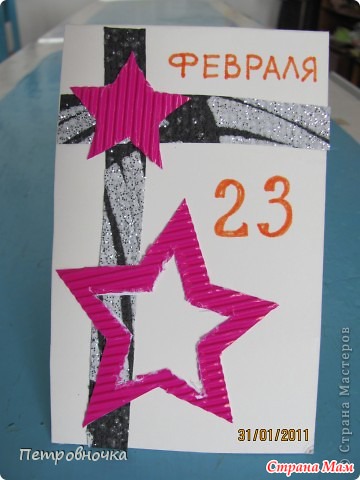 ФЕВРАЛЯ
23
31/01/2011
Петровночка
Страна Мам
© Страна Мастеров